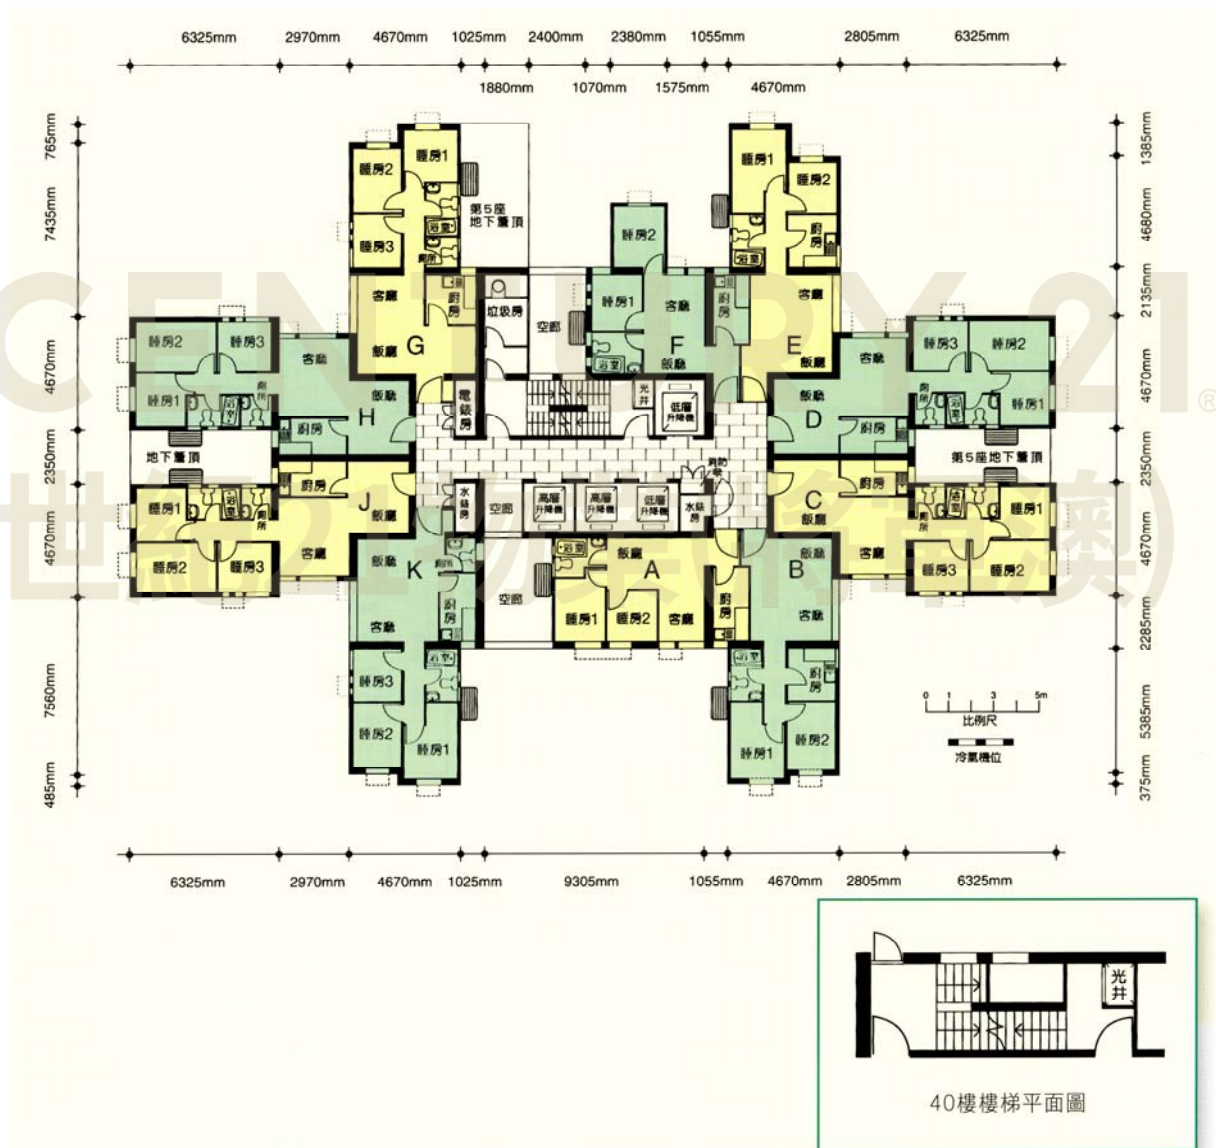 6325mm 2970mm 4670mm 1025mm 2400mm 2380mm 1055mm 2805mm 6325mm
1880mm 1070mm 1575mm 4670mm
765mm
7435mm
4670mm
2350mm
4670mm
7560mm
485mm
1385mm
4680mm
2135mm
4670mm
2350mm
4670mm
2285mm
5385mm
375mm
CENTURY 21®
世紀21物業(將軍澳)
睡房1
睡房2
睡房3
浴室
廁所
第5座
地下簷頂
客廳
廚房
飯廳
G
垃圾房
空廊
睡房2
睡房1
客廳
浴室
飯廳
F
廚房
睡房1
睡房2
浴室
廚房
客廳
飯廳
E
睡房2
睡房3
睡房1
浴室
廁所
客廳
飯廳
廚房
H
地下簷頂
電錶房
光井
低層
升降機
客廳
飯廳
廚房
D
睡房3
睡房2
睡房1
廁所
浴室
第5座地下簷頂
廚房
飯廳
客廳
J
睡房1
睡房2
睡房3
浴室
廁所
水錶房
空廊
高層
升降機
高層
升降機
低層
升降機
水錶房
廚房
飯廳
客廳
C
廁所
浴室
睡房1
睡房3
睡房2
飯廳
K
廁所
廚房
客廳
浴室
睡房3
睡房2
睡房1
空廊
浴室
飯廳
A
睡房1
睡房2
客廳
廚房
飯廳
B
客廳
浴室
廚房
睡房1
睡房2
0 1 3 5m
比例尺
冷氣機位
6325mm 2970mm 4670mm 1025mm 9305mm 1055mm 4670mm 2805mm 6325mm
光井
40樓樓梯平面圖